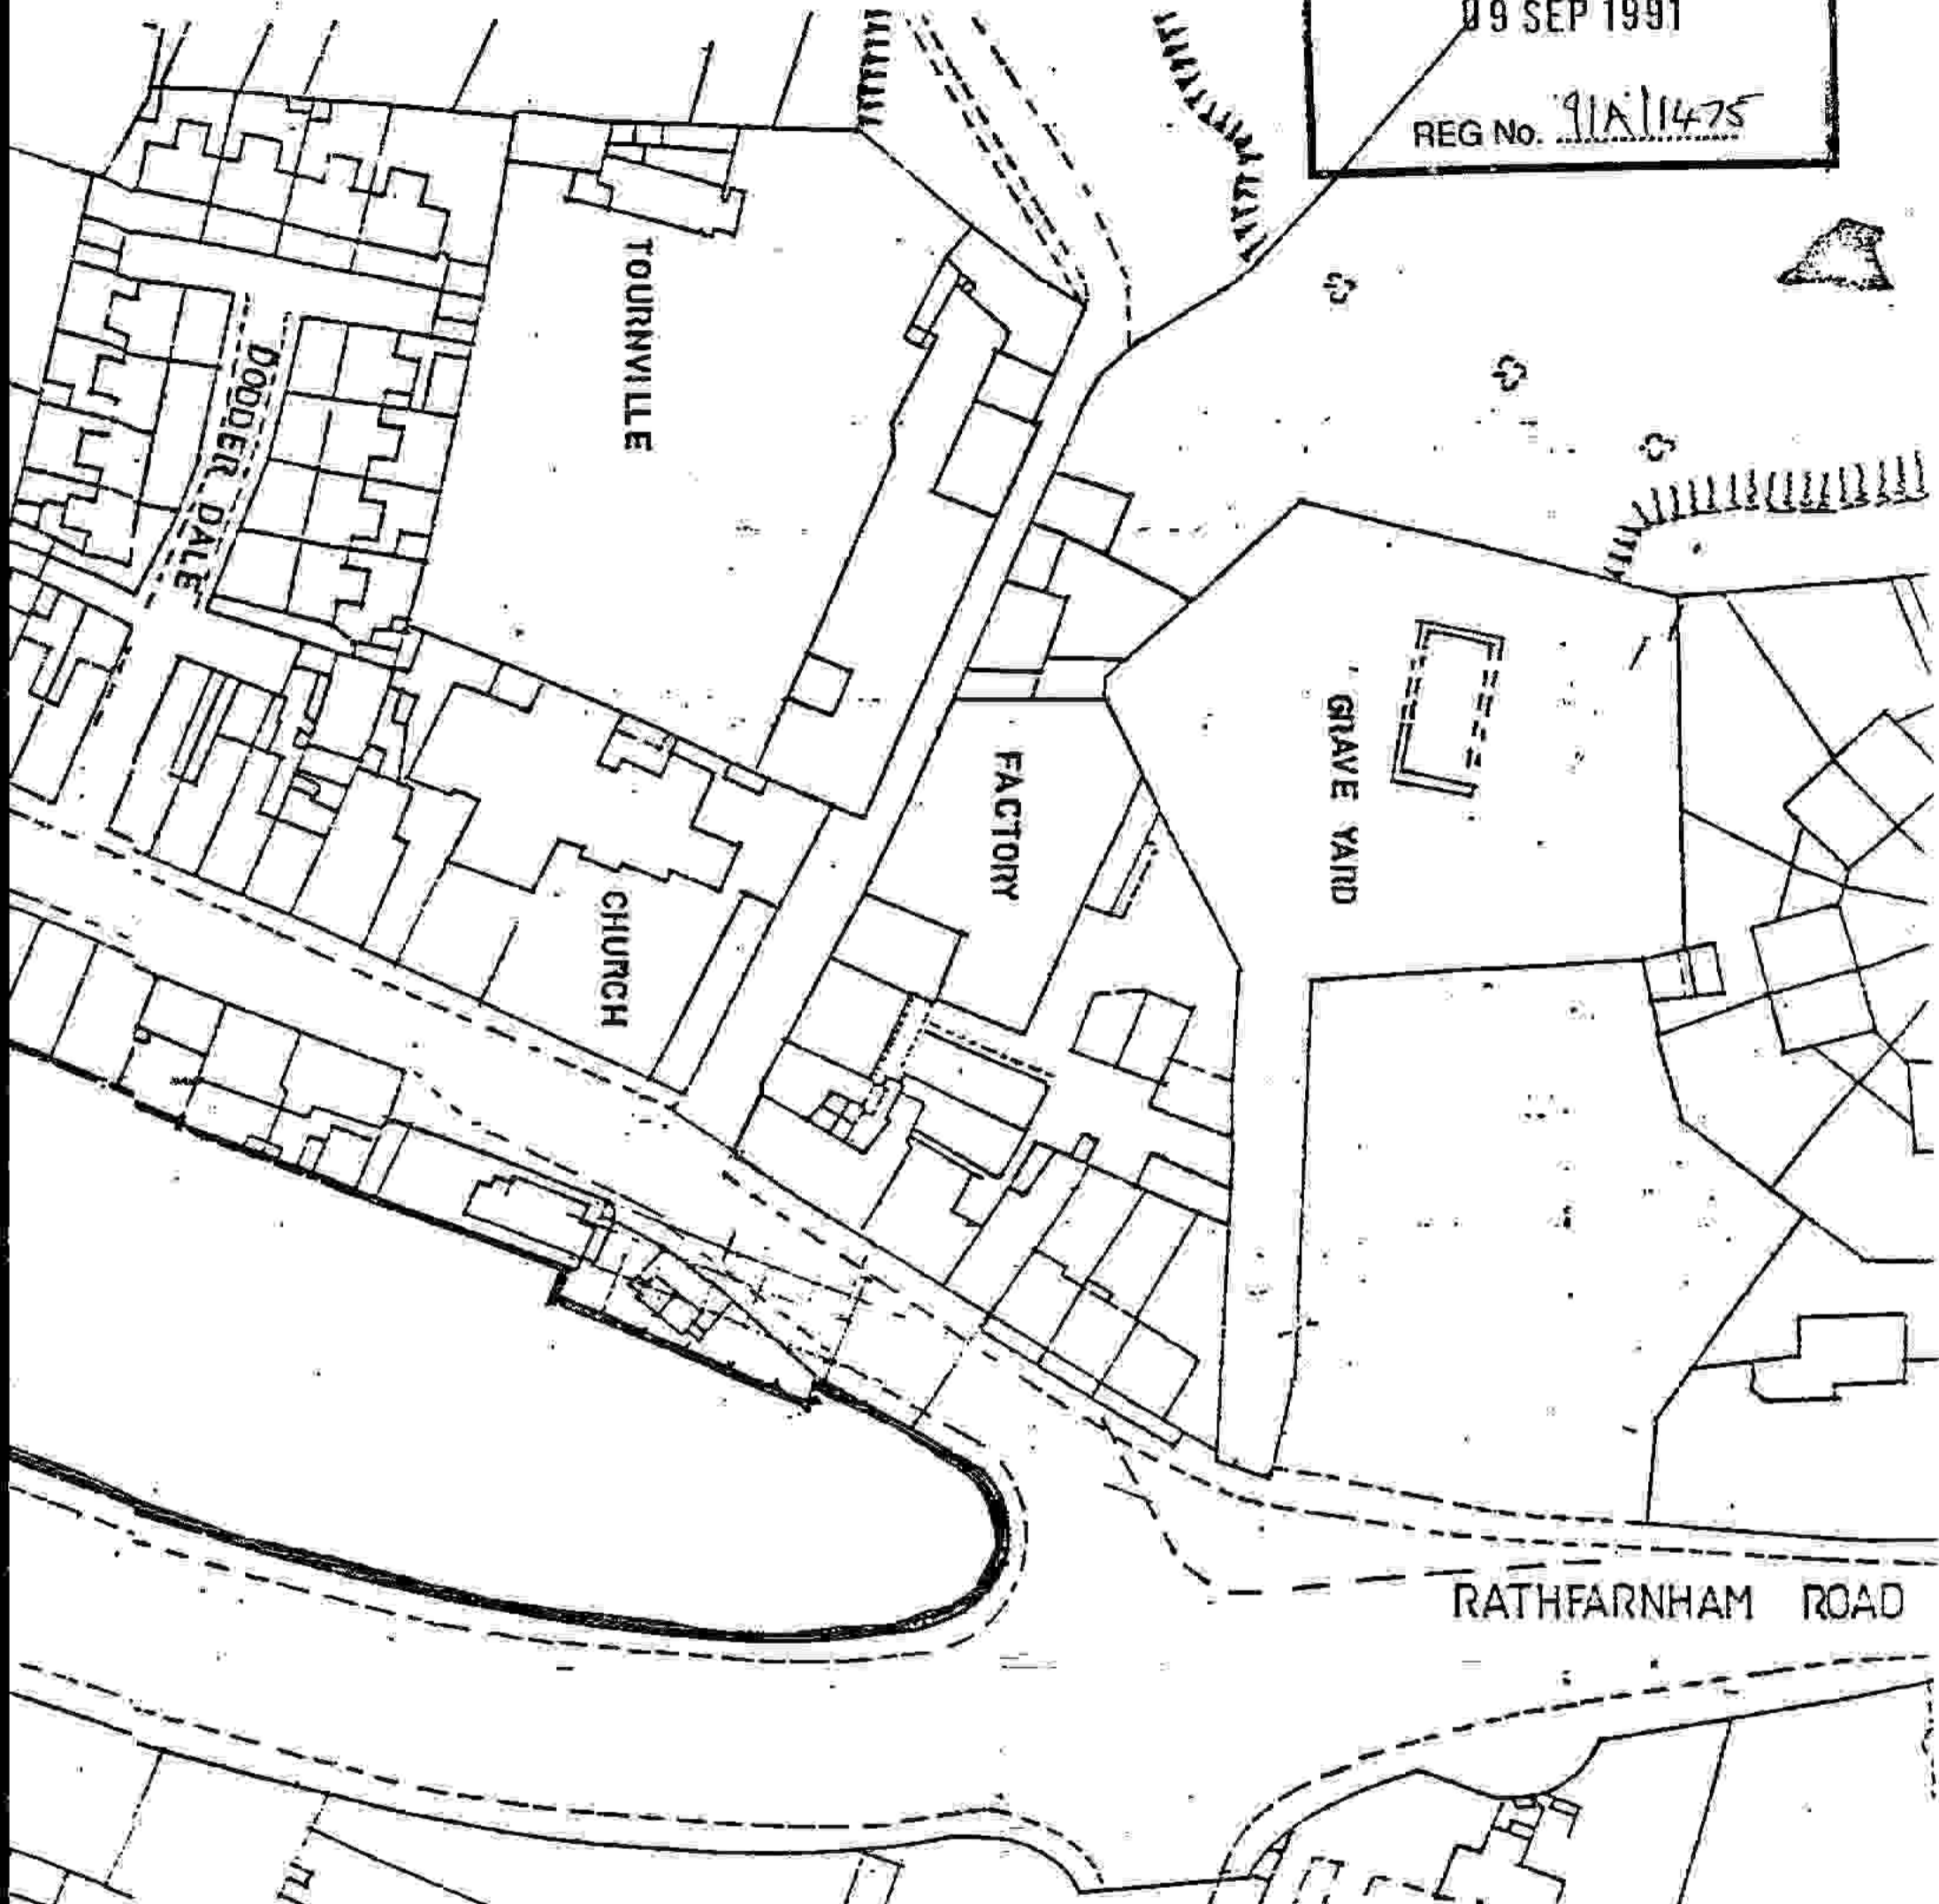 09 SEP 1991
REG No. 91A/1475
TOURNVILLE
DODDER DALE
GRAVE YARD
FACTORY
CHURCH
RATHFARNHAM ROAD